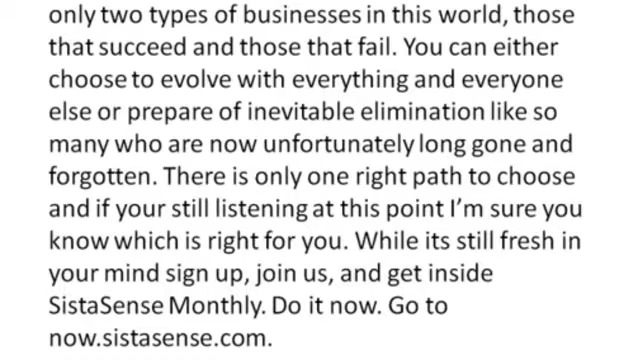 only two types of businesses in this world, those
that succeed and those that fail. You can either
choose to evolve with everything and everyone
else or prepare of inevitable elimination like so
many who are now unfortunately long gone and
forgotten. There is only one right path to choose
and if your still listening at this point I’m sure you
know which is right for you. While its still fresh in
your mind sign up, join us, and get inside
SistaSense Monthly. Do it now. Go to
now.sistasense.com.